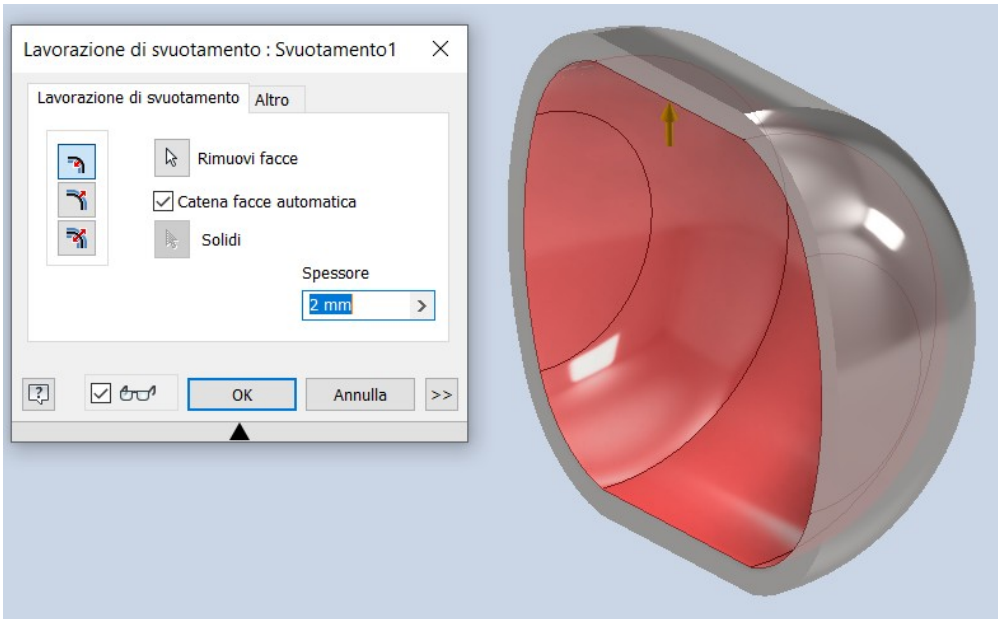 Lavorazione di svuotamento : Svuotamento1
Lavorazione di svuotamento Altro
Rimuovi facce
Catena facce automatica
Solidi
Spessore
2 mm >
? OK Annulla >>